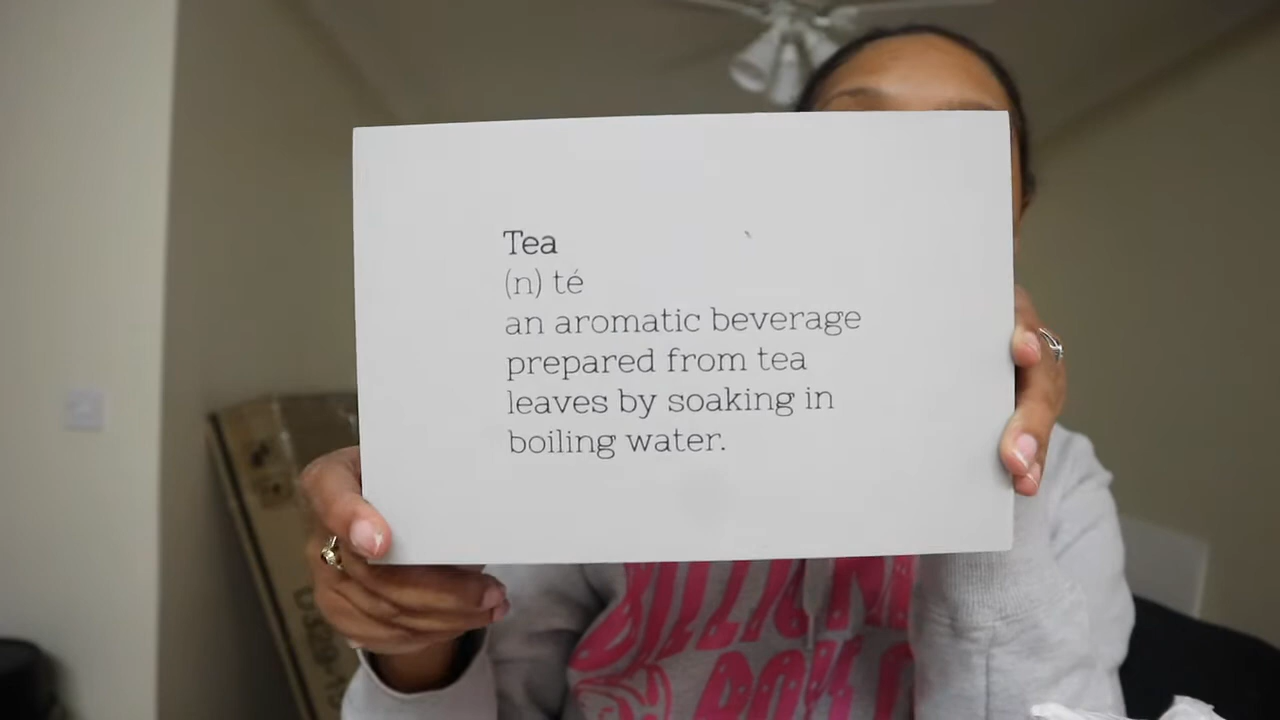 Tea
(n) té
an aromatic beverage
prepared from tea
leaves by soaking in
boiling water.